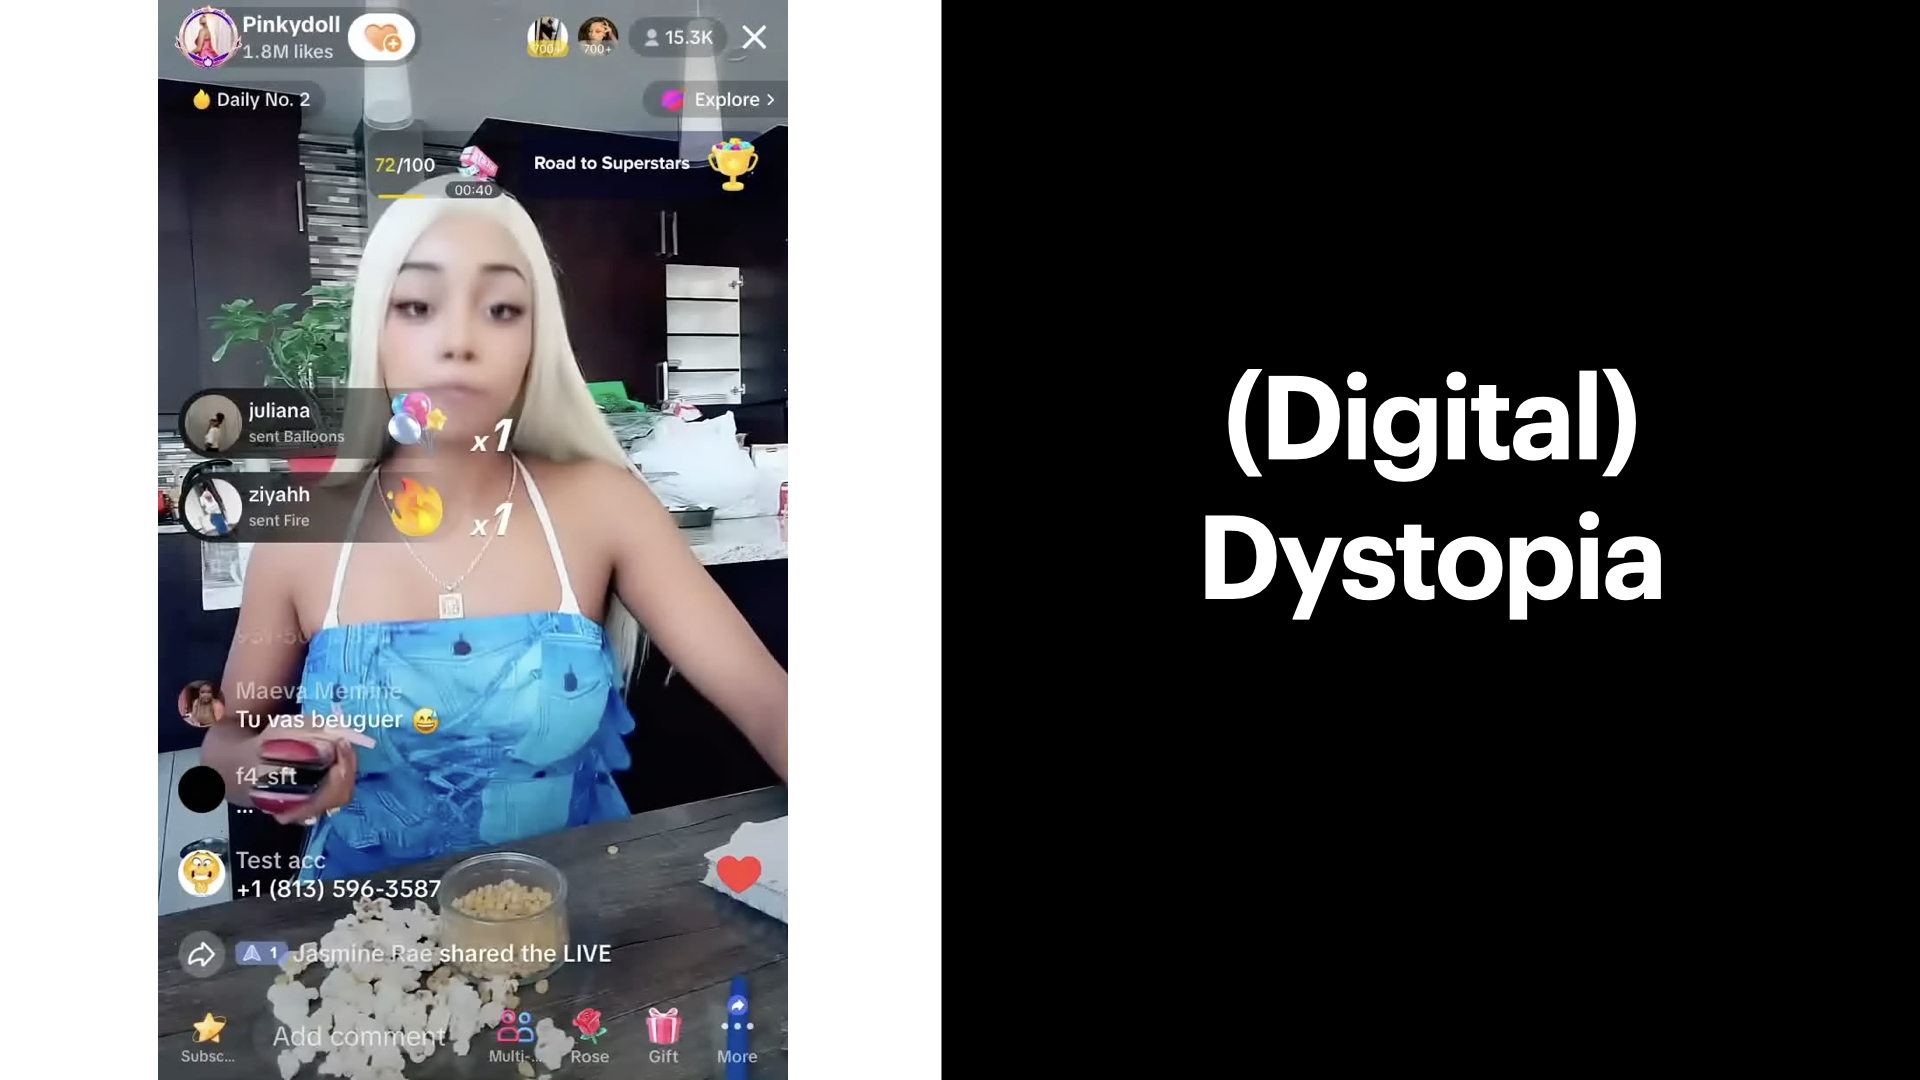 Pinkydoll
1.8M likes
700+
700+
15.3K
Daily No. 2
Explore >
72/100
00:40
Road to Superstars
juliana
sent Balloons
x1
ziyahh
sent Fire
x1
Maeva Memine
Tu vas beuguer 😅
f4_sft
...
Test acc
+1 (813) 596-3587
1 Jasmine Rae shared the LIVE
Add comment
Subsc...
Multi-...
Rose
Gift
More
(Digital)
Dystopia